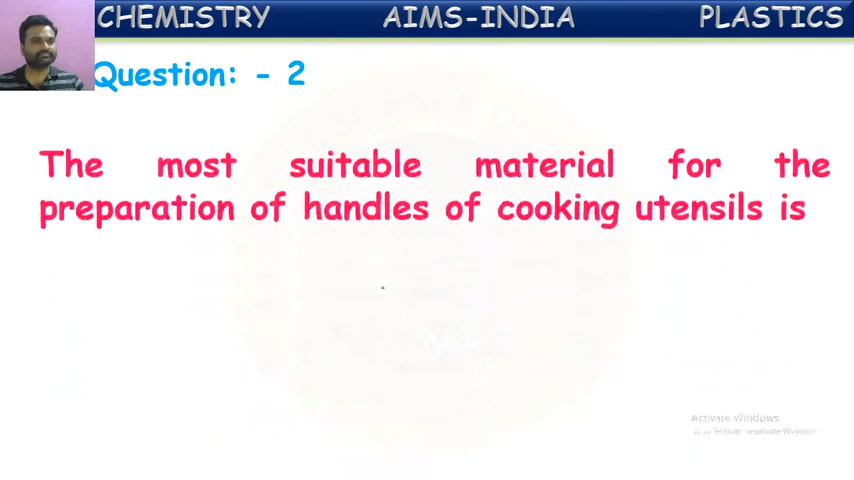 CHEMISTRY AIMS-INDIA PLASTICS
Question: - 2
The most suitable material for the
preparation of handles of cooking utensils is
Activate Windows